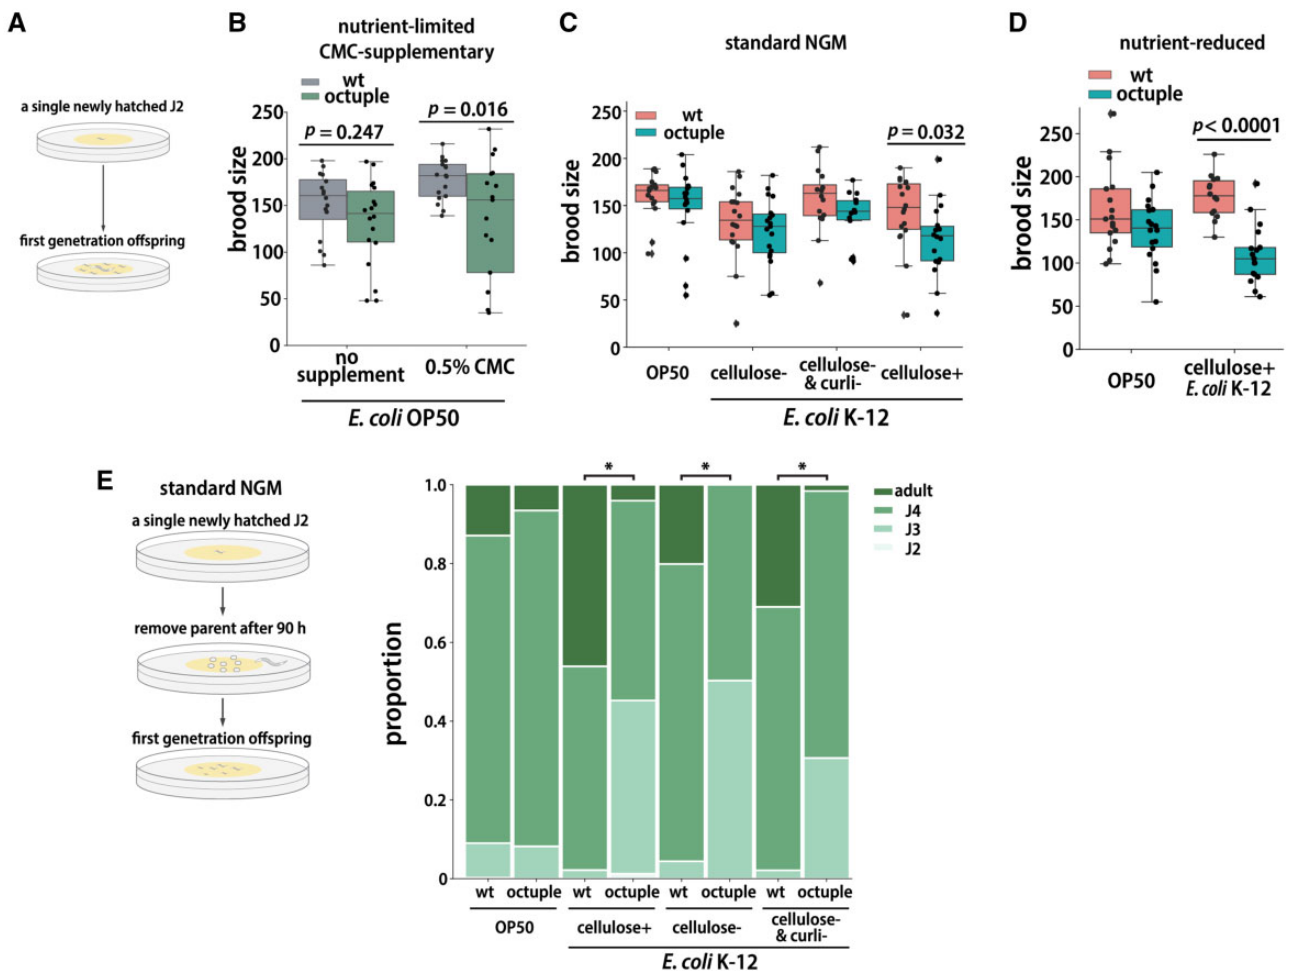 A
a single newly hatched J2
first genetration offspring
B
nutrient-limited
CMC-supplementary
wt
octuple
p = 0.247
p = 0.016
brood size
250
200
150
100
50
0
no
supplement
0.5% CMC
E. coli OP50
C
standard NGM
wt
octuple
p = 0.032
brood size
250
200
150
100
50
0
OP50
cellulose-
cellulose-
& curli-
cellulose+
E. coli K-12
D
nutrient-reduced
wt
octuple
p< 0.0001
brood size
250
200
150
100
50
0
OP50
cellulose+
E. coli K-12
E
standard NGM
a single newly hatched J2
remove parent after 90 h
first genetration offspring
proportion
1.0
0.8
0.6
0.4
0.2
0
* * *
adult
J4
J3
J2
wt octuple wt octuple wt octuple wt octuple
OP50
cellulose+
cellulose-
cellulose-
& curli-
E. coli K-12